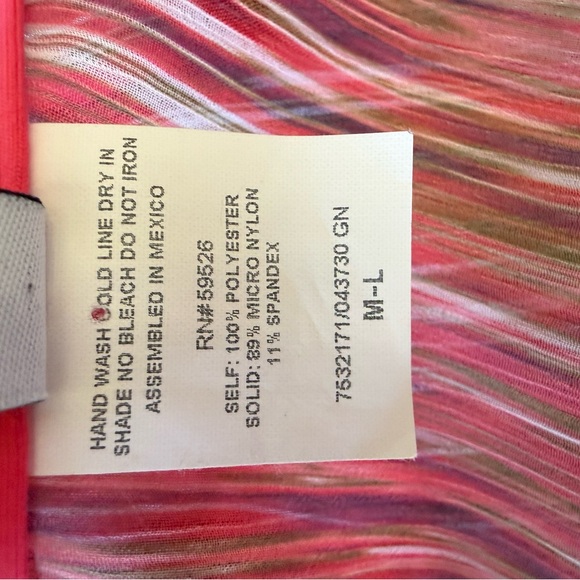 HAND WASH COLD LINE DRY IN
SHADE NO BLEACH DO NOT IRON
ASSEMBLED IN MEXICO
RN#59526
SELF: 100% POLYESTER
SOLID: 89% MICRO NYLON
11% SPANDEX
7532171/043730 GN
M-L